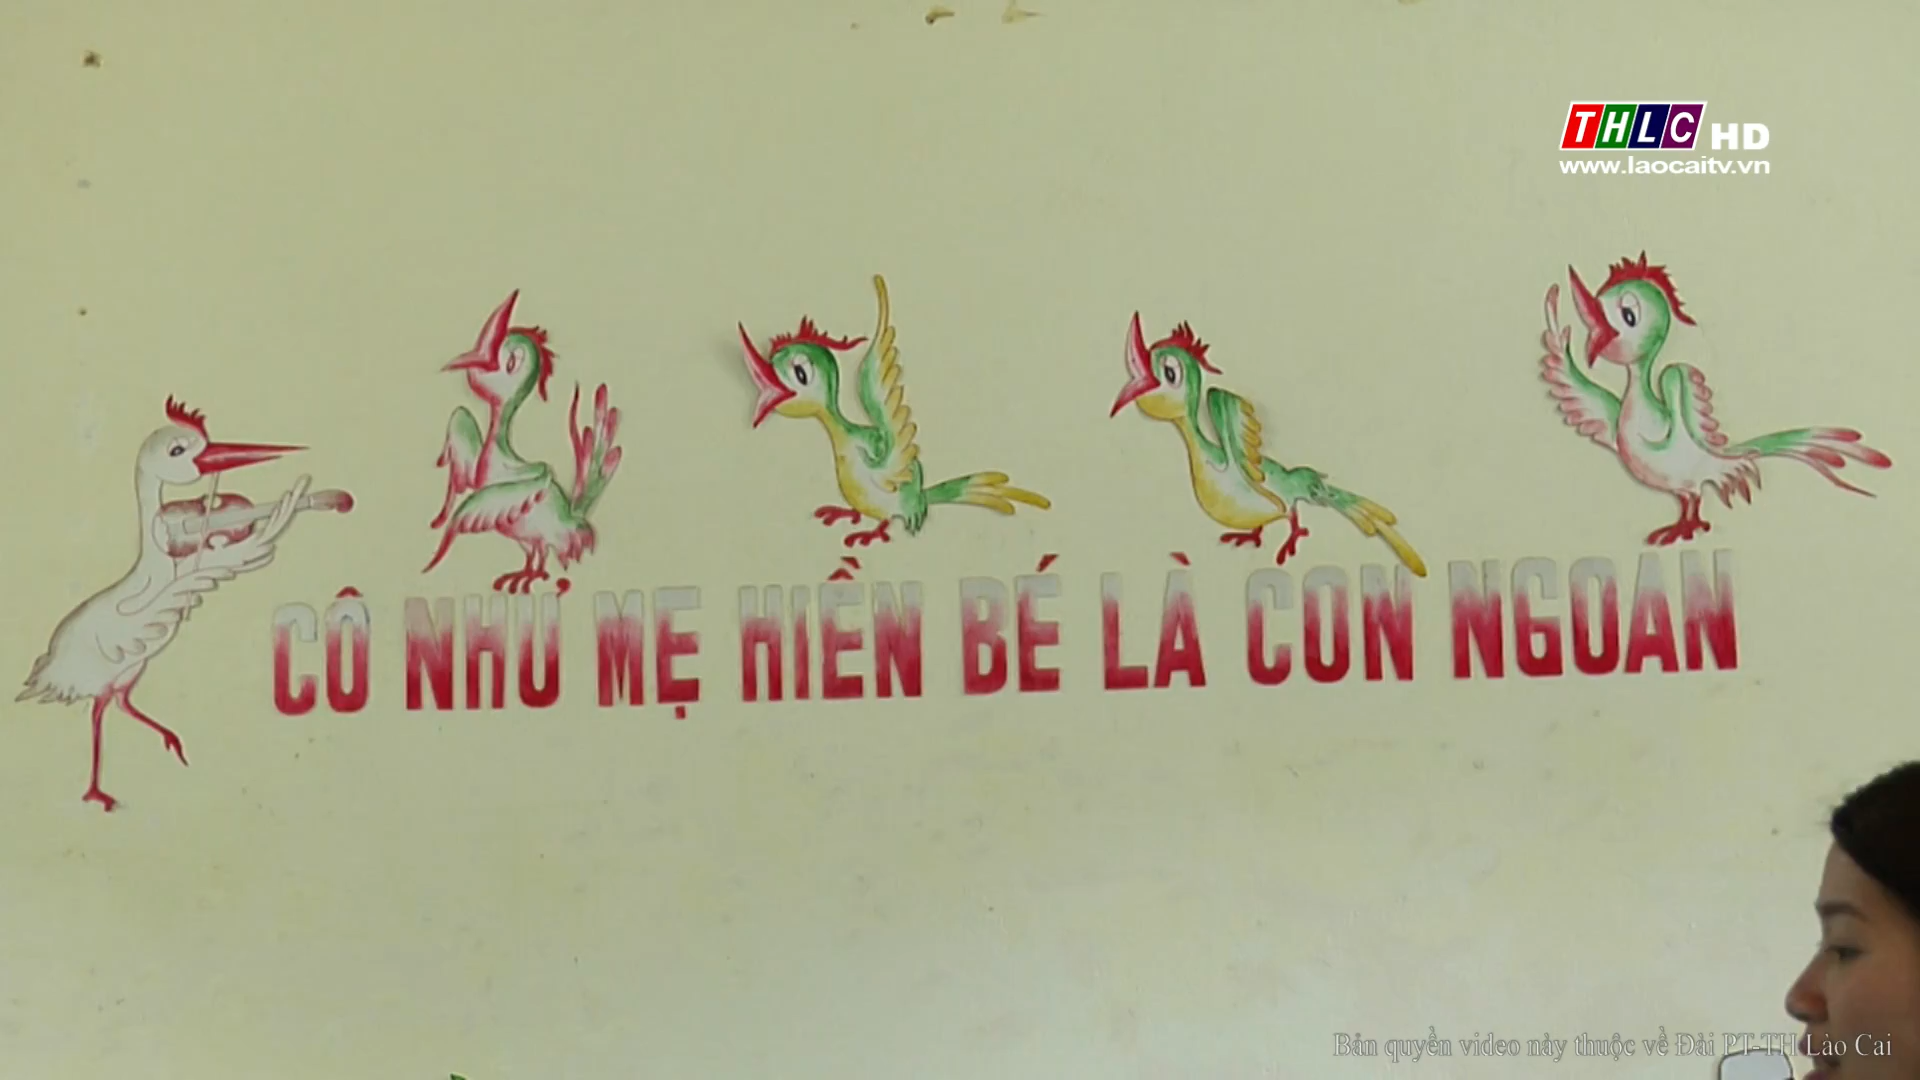 THLC HD
www.laocaitv.vn
CÔ NHỦ MẸ HIỀN BÉ LÀ CON NGOAN
Bản quyền video này thuộc về Đài PT-TH Lào Cai